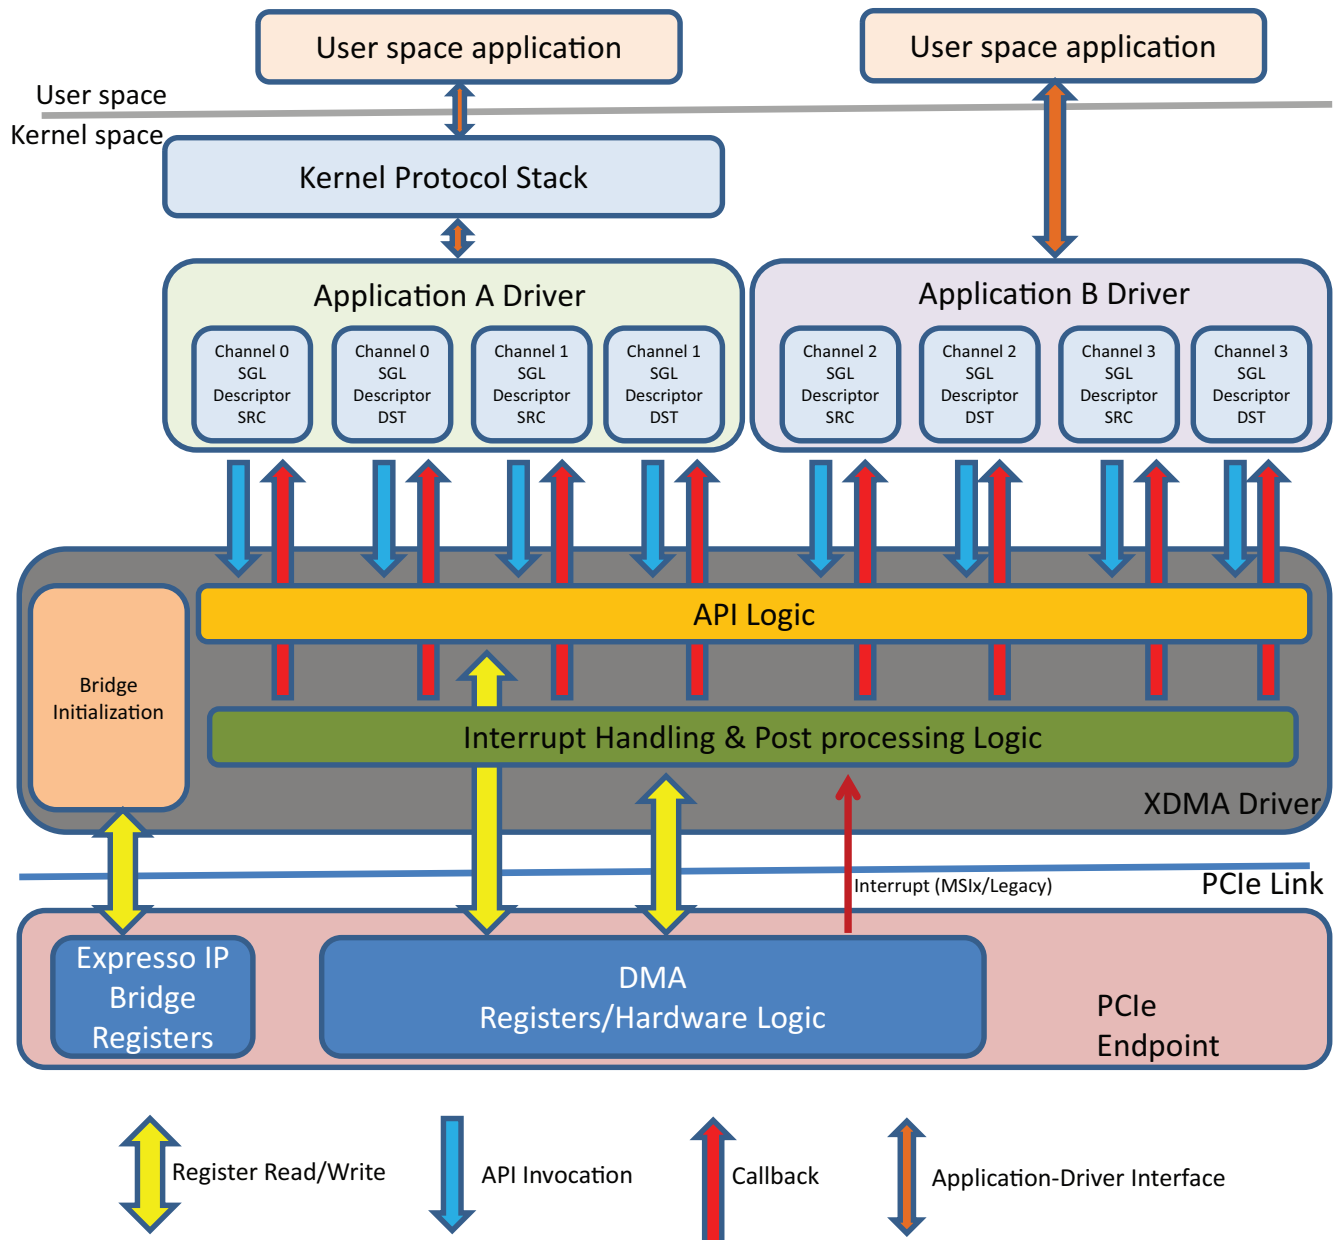 User space application
User space application
User space
Kernel space
Kernel Protocol Stack
Application A Driver
Application B Driver
Channel 0
SGL
Descriptor
SRC
Channel 0
SGL
Descriptor
DST
Channel 1
SGL
Descriptor
SRC
Channel 1
SGL
Descriptor
DST
Channel 2
SGL
Descriptor
SRC
Channel 2
SGL
Descriptor
DST
Channel 3
SGL
Descriptor
SRC
Channel 3
SGL
Descriptor
DST
API Logic
Bridge
Initialization
Interrupt Handling & Post processing Logic
XDMA Driver
Interrupt (MSIx/Legacy)
PCIe Link
Expresso IP
Bridge
Registers
DMA
Registers/Hardware Logic
PCIe
Endpoint
Register Read/Write
API Invocation
Callback
Application-Driver Interface